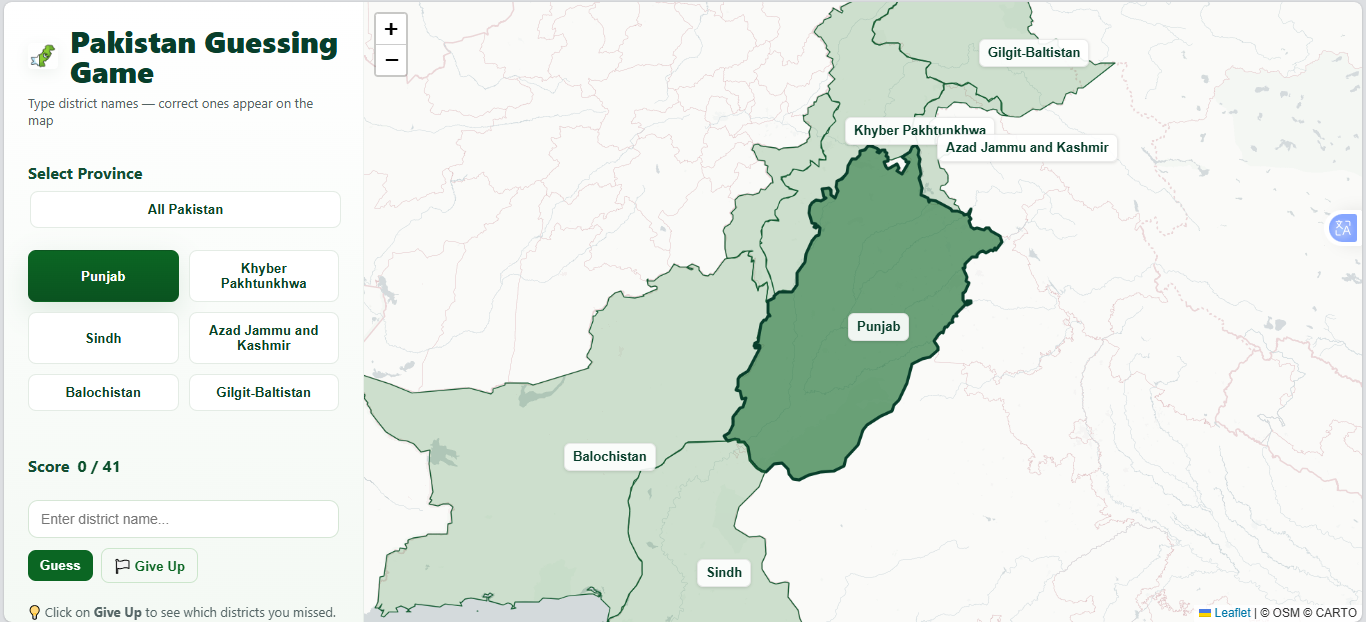 Pakistan Guessing
Game
Type district names — correct ones appear on the
map
Select Province
All Pakistan
Punjab
Khyber
Pakhtunkhwa
Sindh
Azad Jammu and
Kashmir
Balochistan
Gilgit-Baltistan
Score 0 / 41
Enter district name...
Guess
Give Up
Click on Give Up to see which districts you missed.
+
−
Gilgit-Baltistan
Khyber Pakhtunkhwa
Azad Jammu and Kashmir
Punjab
Balochistan
Sindh
Leaflet | © OSM © CARTO